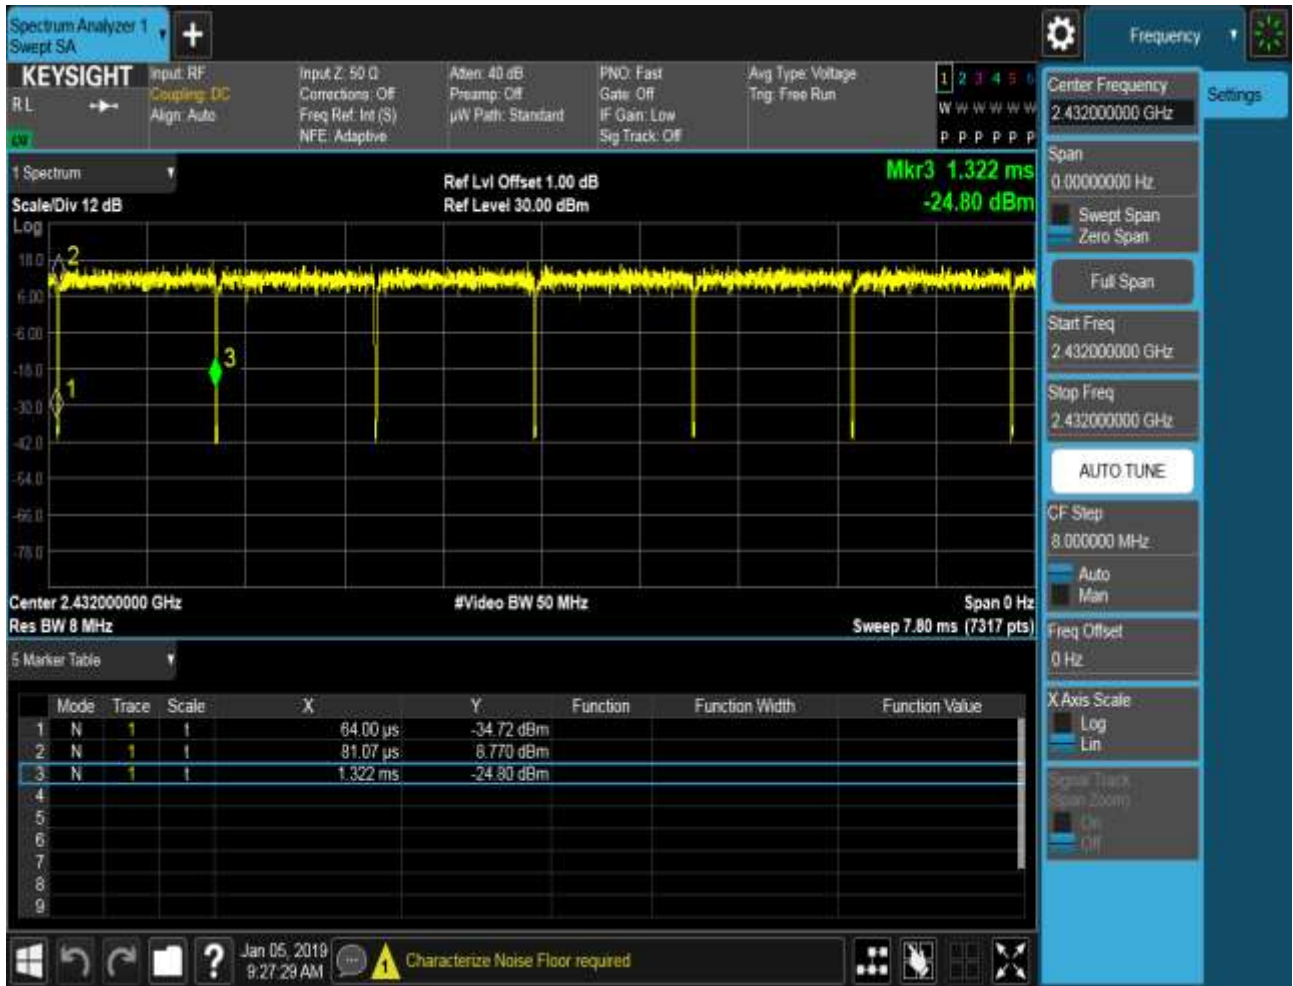 Spectrum Analyzer 1
Swept SA
+
Frequency
KEYSIGHT
R L
Input: RF
Coupling: DC
Align: Auto
Input Z: 50 Ω
Corrections: Off
Freq Ref: Int (S)
NFE: Adaptive
Atten: 40 dB
Preamp: Off
µW Path: Standard
PNO: Fast
Gate: Off
IF Gain: Low
Sig Track: Off
Avg Type: Voltage
Trig: Free Run
1 2 3 4 5 6
W W W W W W
P P P P P P
1 Spectrum
Scale/Div 12 dB
Ref Lvl Offset 1.00 dB
Ref Level 30.00 dBm
Mkr3 1.322 ms
-24.80 dBm
Log
18.0
6.00
-6.00
-18.0
-30.0
-42.0
-54.0
-66.0
-78.0
2
3
1
Center 2.432000000 GHz
Res BW 8 MHz
#Video BW 50 MHz
Span 0 Hz
Sweep 7.80 ms (7317 pts)
5 Marker Table
Mode Trace Scale X Y Function Function Width Function Value
1 N 1 t 64.00 µs -34.72 dBm
2 N 1 t 81.07 µs 8.770 dBm
3 N 1 t 1.322 ms -24.80 dBm
4
5
6
7
8
9
?
Jan 05, 2019
9:27:29 AM
1
Characterize Noise Floor required
Center Frequency
2.432000000 GHz
Settings
Span
0.00000000 Hz
Swept Span
Zero Span
Full Span
Start Freq
2.432000000 GHz
Stop Freq
2.432000000 GHz
AUTO TUNE
CF Step
8.000000 MHz
Auto
Man
Freq Offset
0 Hz
X Axis Scale
Log
Lin
Signal Track
(Span Zoom)
On
Off